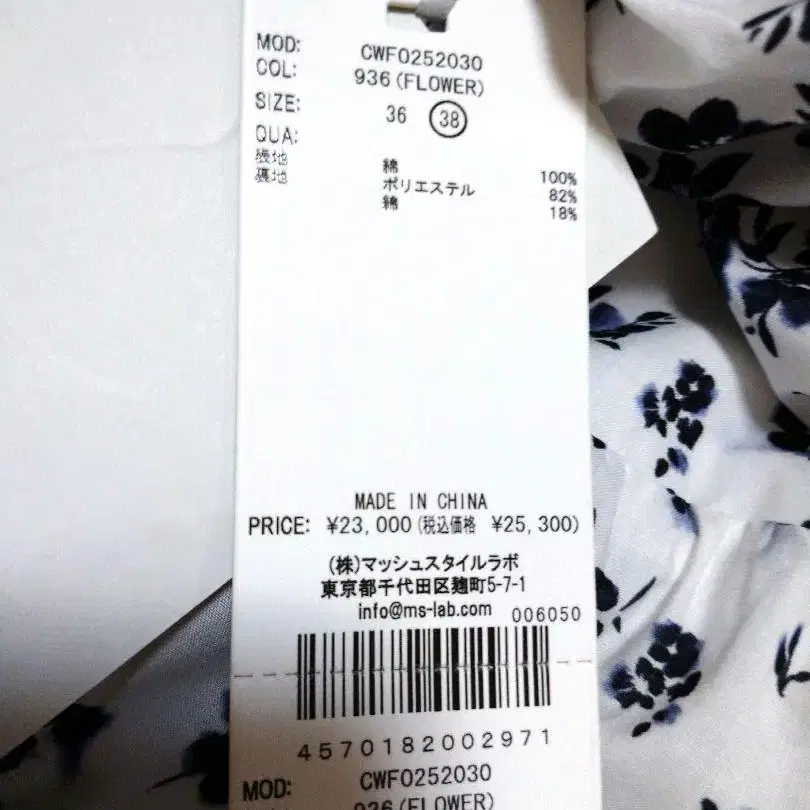 MOD: CWFO252030
COL: 936 (FLOWER)
SIZE: 36 38
QUA:
表地 綿 100%
裏地 ポリエステル 82%
綿 18%
MADE IN CHINA
PRICE: ¥23,000 (税込価格 ¥25,300)
(株)マッシュスタイルラボ
東京都千代田区麹町5-7-1
info@ms-lab.com 006050
4570182002971
MOD: CWFO252030
936 (FLOWER)